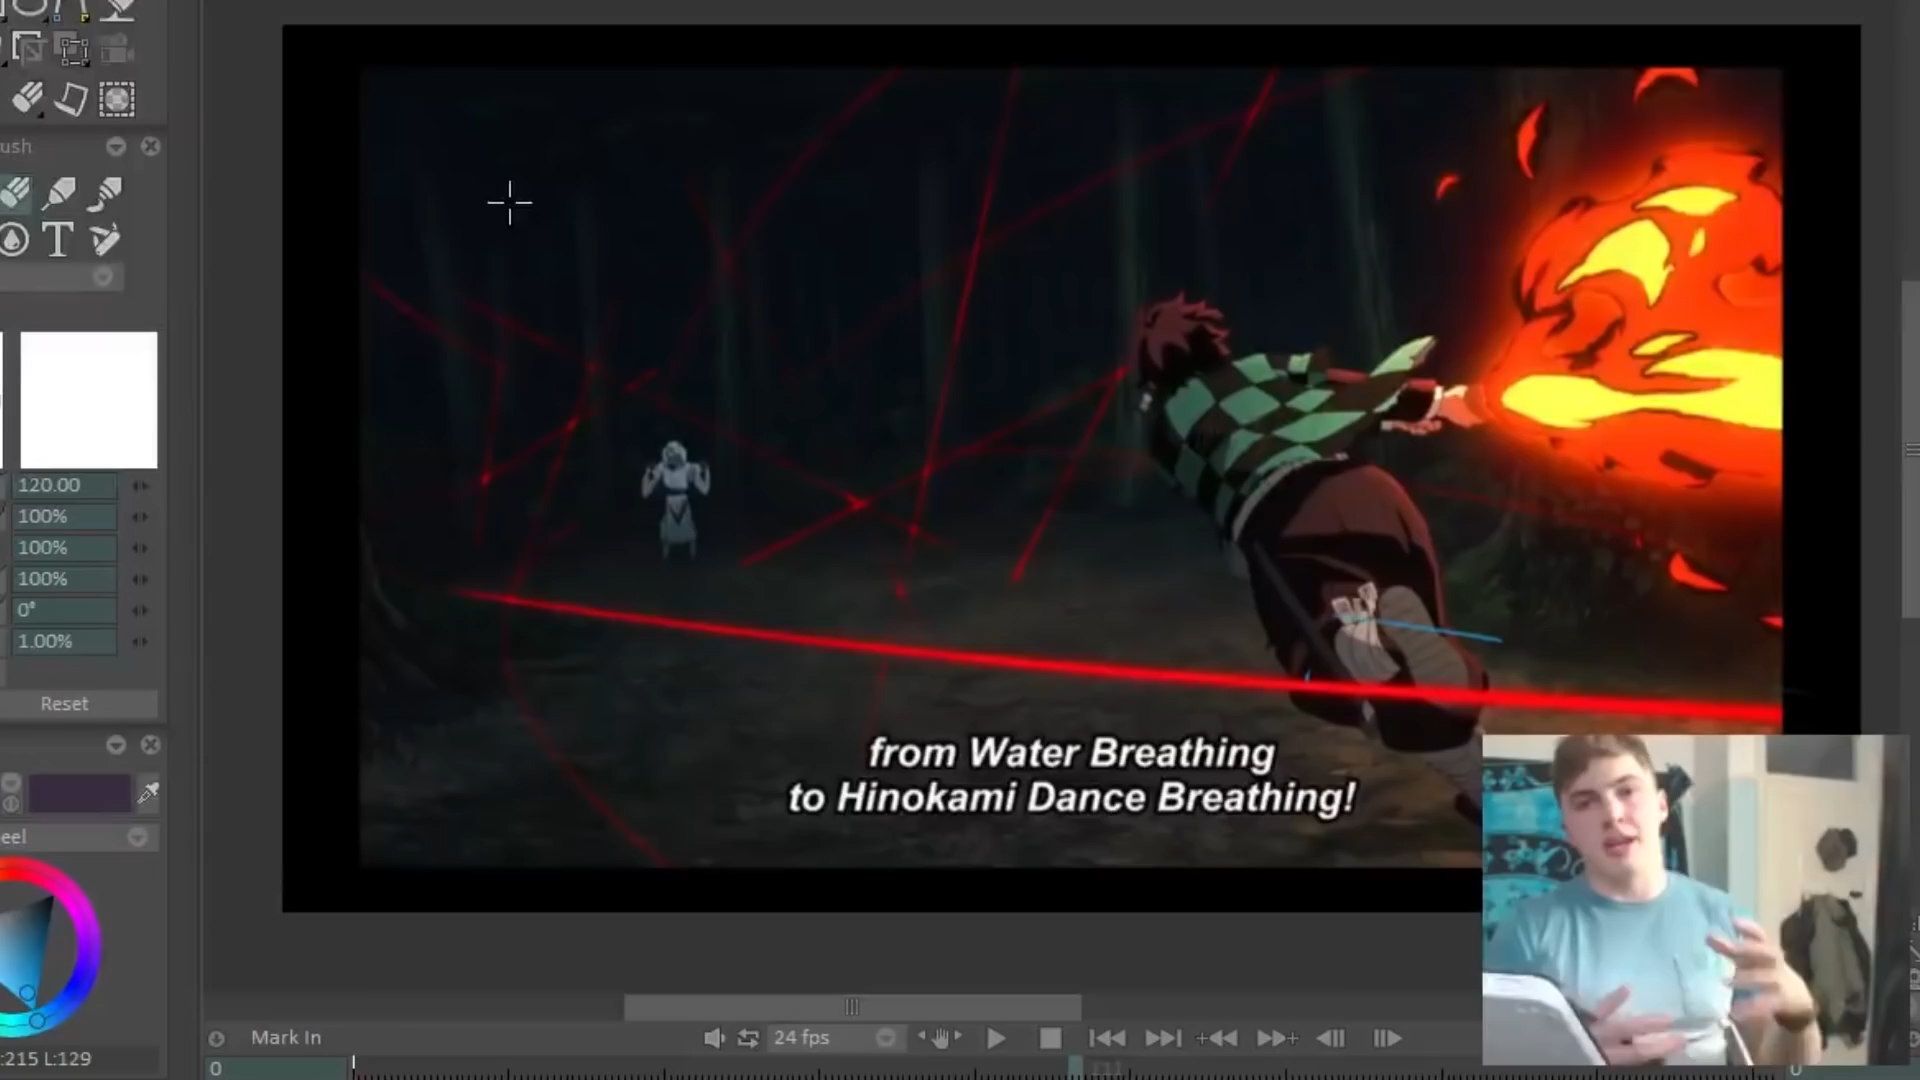 ush
T
120.00
100%
100%
100%
0°
1.00%
Reset
eel
:215 L:129
from Water Breathing
to Hinokami Dance Breathing!
Mark In
24 fps
0
0